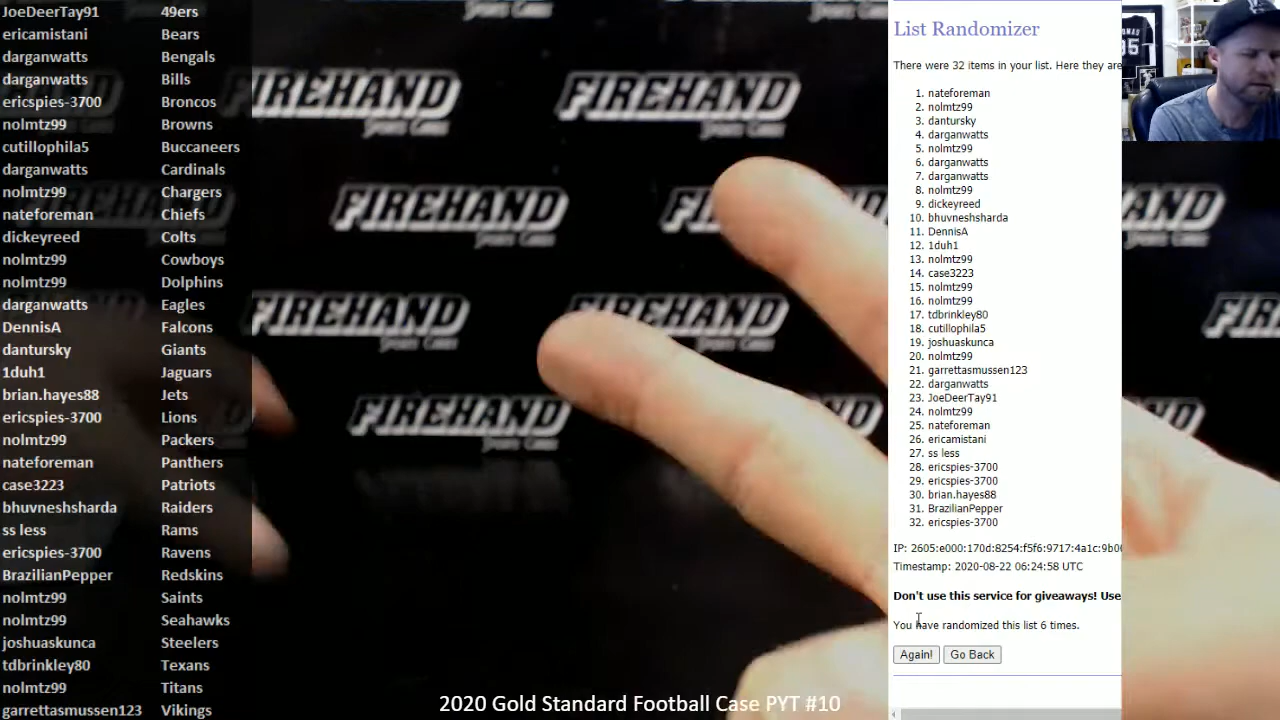 JoeDeerTay91 49ers
ericamistani Bears
darganwatts Bengals
darganwatts Bills
ericspies-3700 Broncos
nolmtz99 Browns
cutillophila5 Buccaneers
darganwatts Cardinals
nolmtz99 Chargers
nateforeman Chiefs
dickeyreed Colts
nolmtz99 Cowboys
nolmtz99 Dolphins
darganwatts Eagles
DennisA Falcons
dantursky Giants
1duh1 Jaguars
brian.hayes88 Jets
ericspies-3700 Lions
nolmtz99 Packers
nateforeman Panthers
case3223 Patriots
bhuvneshsharda Raiders
ss less Rams
ericspies-3700 Ravens
BrazilianPepper Redskins
nolmtz99 Saints
nolmtz99 Seahawks
joshuaskunca Steelers
tdbrinkley80 Texans
nolmtz99 Titans
garrettasmussen123 Vikings
FIREHAND
FIREHAND
FIREHAND
FIREHAND
FIREHAND
FIREHAND
2020 Gold Standard Football Case PYT #10
List Randomizer
There were 32 items in your list. Here they are
1. nateforeman
2. nolmtz99
3. dantursky
4. darganwatts
5. nolmtz99
6. darganwatts
7. darganwatts
8. nolmtz99
9. dickeyreed
10. bhuvneshsharda
11. DennisA
12. 1duh1
13. nolmtz99
14. case3223
15. nolmtz99
16. nolmtz99
17. tdbrinkley80
18. cutillophila5
19. joshuaskunca
20. nolmtz99
21. garrettasmussen123
22. darganwatts
23. JoeDeerTay91
24. nolmtz99
25. nateforeman
26. ericamistani
27. ss less
28. ericspies-3700
29. ericspies-3700
30. brian.hayes88
31. BrazilianPepper
32. ericspies-3700
IP: 2605:e000:170d:8254:f5f6:9717:4a1c:9b0
Timestamp: 2020-08-22 06:24:58 UTC
Don't use this service for giveaways! Use
You have randomized this list 6 times.
Again! Go Back